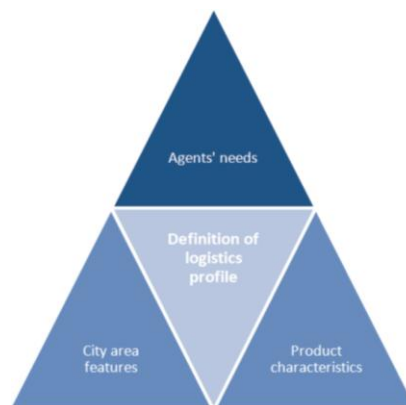 Agents' needs
Definition of
logistics
profile
City area
features
Product
characteristics